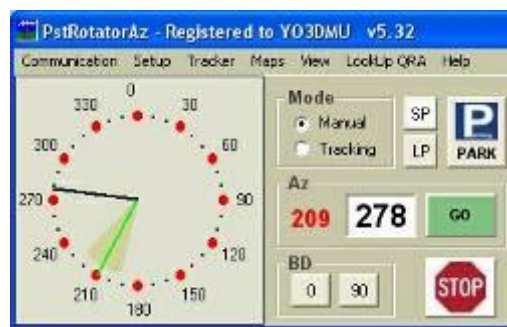 PstRotatorAz - Registered to YO3DMU v5.32
Communication Setup Tracker Maps View LookUp QRA Help
0
330 30
300 60
270 90
240 120
210 150
180
Mode
Manual
Tracking
SP
LP
P
PARK
Az
209 278 GO
BD
0 90
STOP